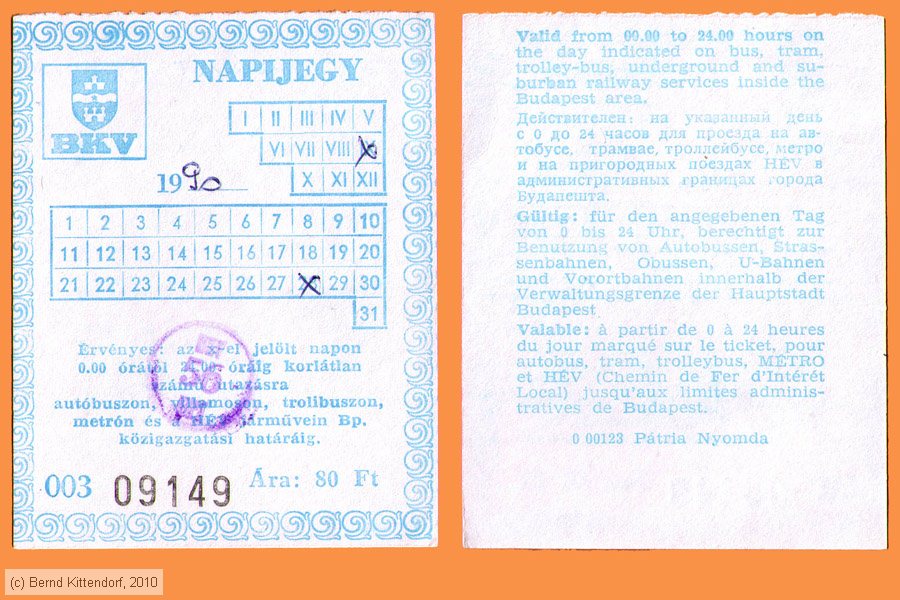 NAPIJEGY
BKV
I II III IV V
VI VII VIII
1990
X XI XII
1 2 3 4 5 6 7 8 9 10
11 12 13 14 15 16 17 18 19 20
21 22 23 24 25 26 27 28 29 30
31
Érvényes: az x-el jelölt napon
0.00 órától 24.00 óráig korlátlan
számú utazásra
autóbuszon, villamoson, trolibuszon,
metrón és a HÉV járművein Bp.
közigazgatási határáig.
003 09149 Ára: 80 Ft
Valid from 00.00 to 24.00 hours on
the day indicated on bus, tram,
trolley-bus, underground and su-
burban railway services inside the
Budapest area.
Действителен: на указанный день
с 0 до 24 часов для проезда на ав-
тобусе, трамвае, троллейбусе, метро
и на пригородных поездах HÉV в
административных границах города
Будапешта.
Gültig: für den angegebenen Tag
von 0 bis 24 Uhr, berechtigt zur
Benutzung von Autobussen, Stras-
senbahnen, Obussen, U-Bahnen
und Vorortbahnen innerhalb der
Verwaltungsgrenze der Hauptstadt
Budapest
Valable: à partir de 0 à 24 heures
du jour marqué sur le ticket, pour
autobus, tram, trolleybus, MÉTRO
et HÉV (Chemin de Fer d'Intérét
Local) jusqu'aux limites adminis-
tratives de Budapest.
0 00123 Pátria Nyomda
(c) Bernd Kittendorf, 2010